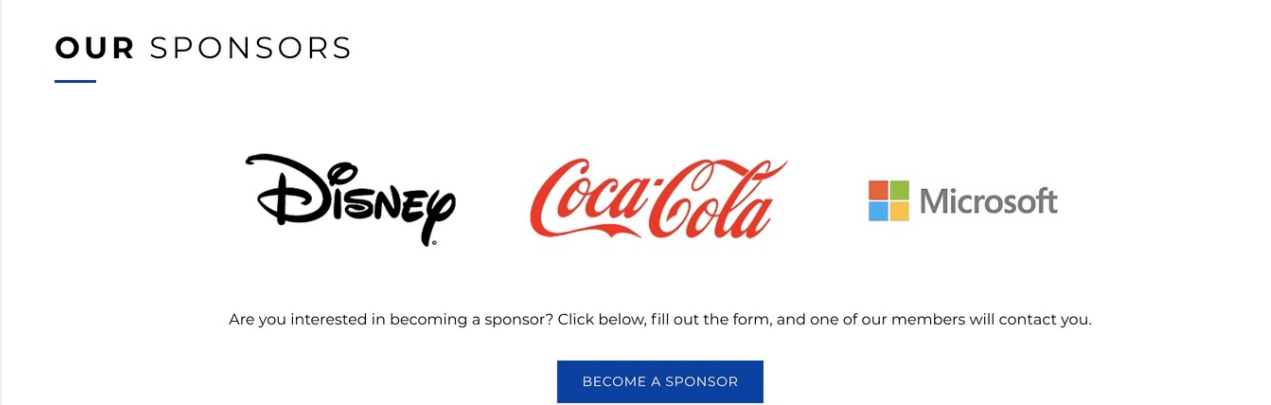 OUR SPONSORS
Disney
Coca-Cola
Microsoft
Are you interested in becoming a sponsor? Click below, fill out the form, and one of our members will contact you.
BECOME A SPONSOR